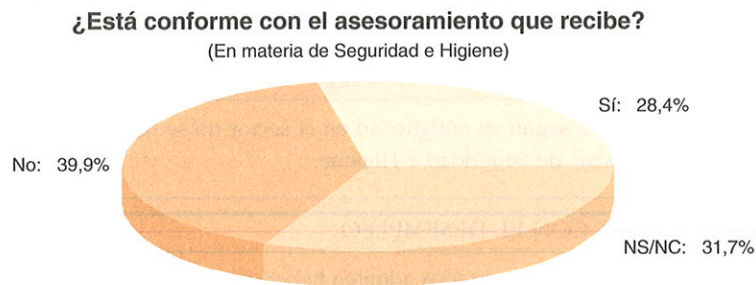 ¿Está conforme con el asesoramiento que recibe?
(En materia de Seguridad e Higiene)
Sí: 28,4%
No: 39,9%
NS/NC: 31,7%